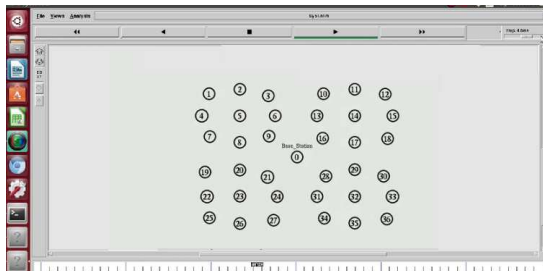 File Views Analysis
1 2 3 10 11 12
4 5 6 13 14 15
7 8 9 16 17 18
Base_Station
0
19 20 21 28 29 30
22 23 24 31 32 33
25 26 27 34 35 36